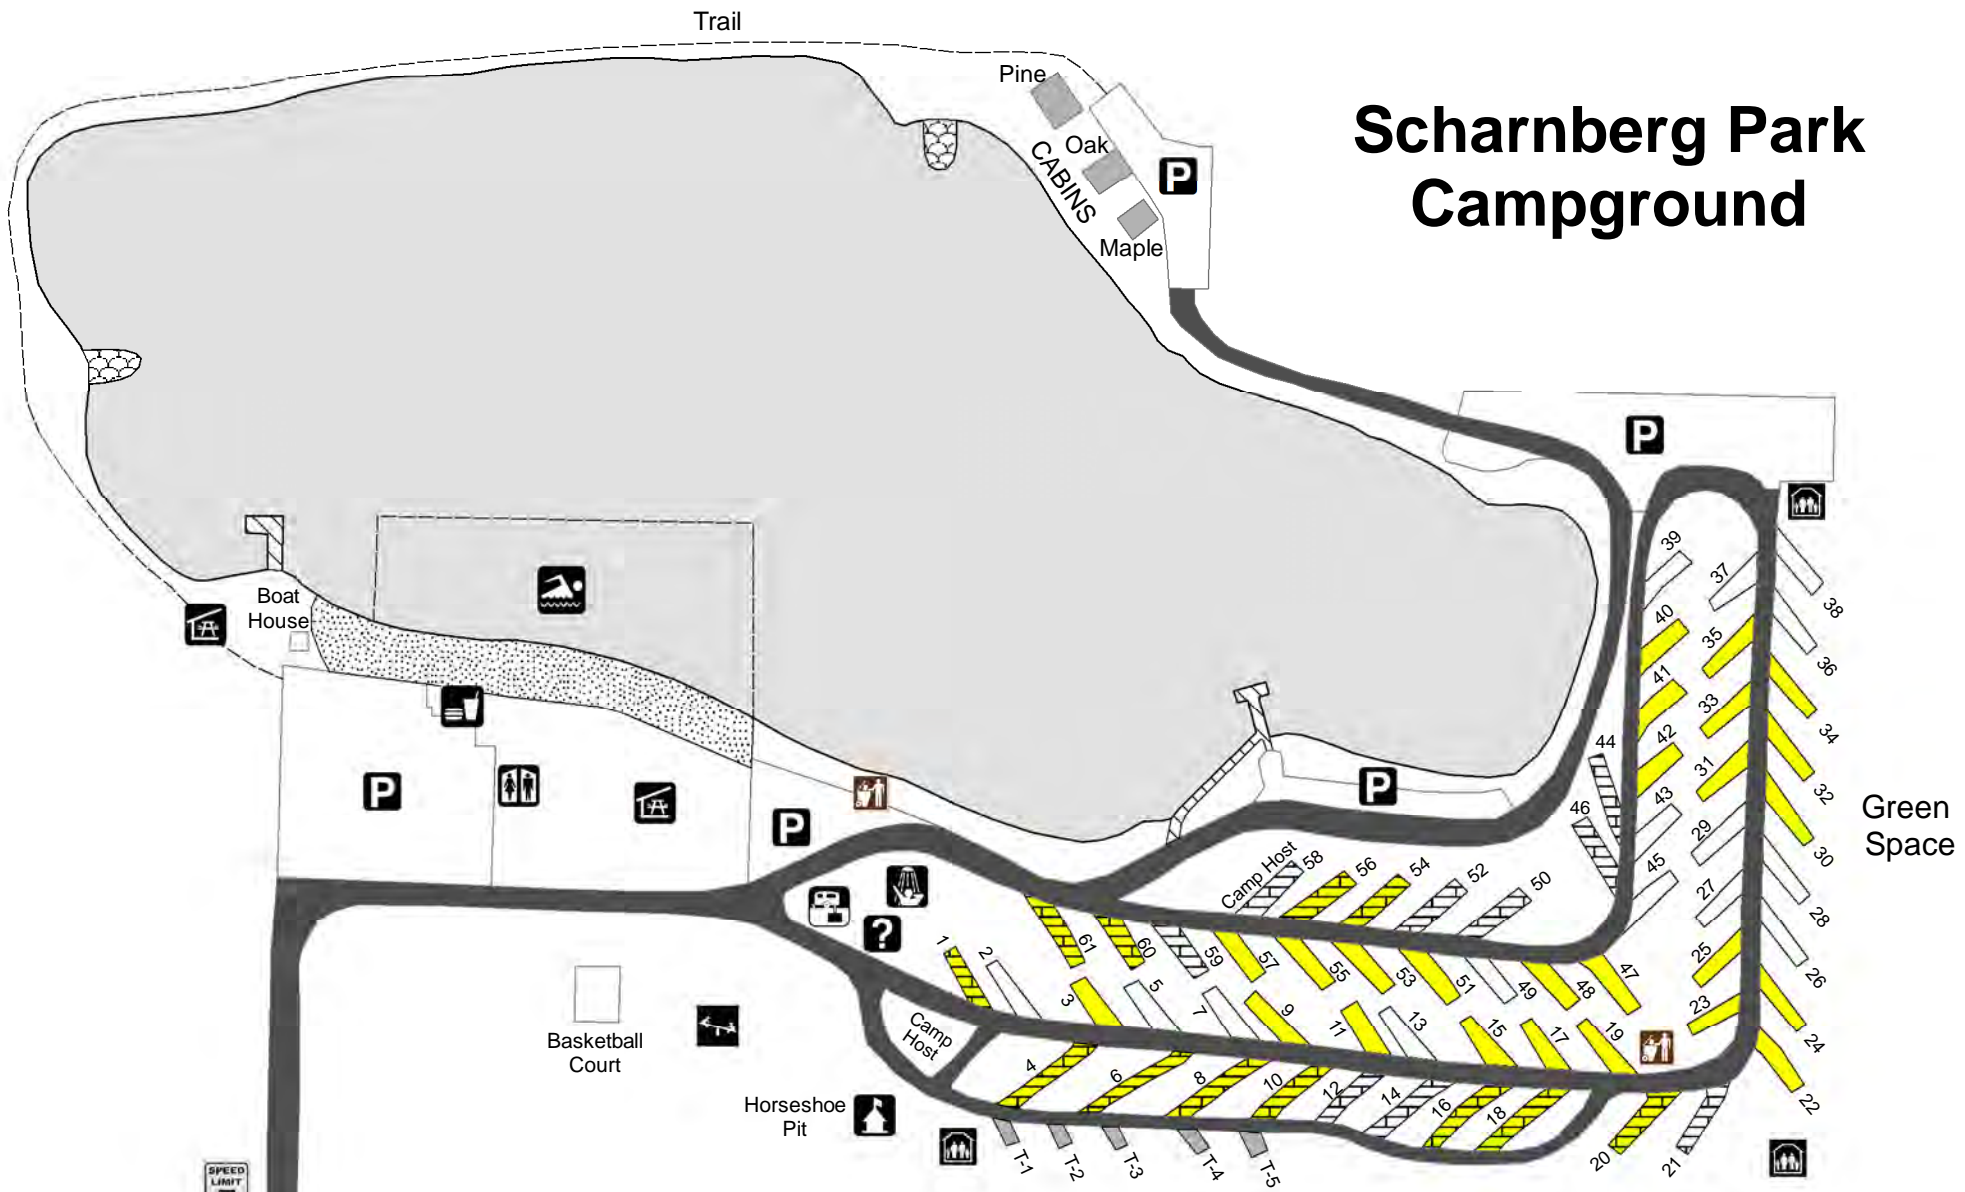 Trail
Scharnberg Park
Campground
Pine
Oak
CABINS
Maple
P
P
Boat
House
P
P
P
?
Basketball
Court
Horseshoe
Pit
Camp
Host
Camp Host
Green
Space
SPEED
LIMIT
39
37
38
40
35
36
41
33
34
42
31
32
44
46
43
29
30
45
27
28
58
56
54
52
50
25
26
61
60
59
57
55
53
51
49
48
47
23
24
1
2
3
5
7
9
11
13
15
17
19
22
4
6
8
10
12
14
16
18
20
21
T-1
T-2
T-3
T-4
T-5